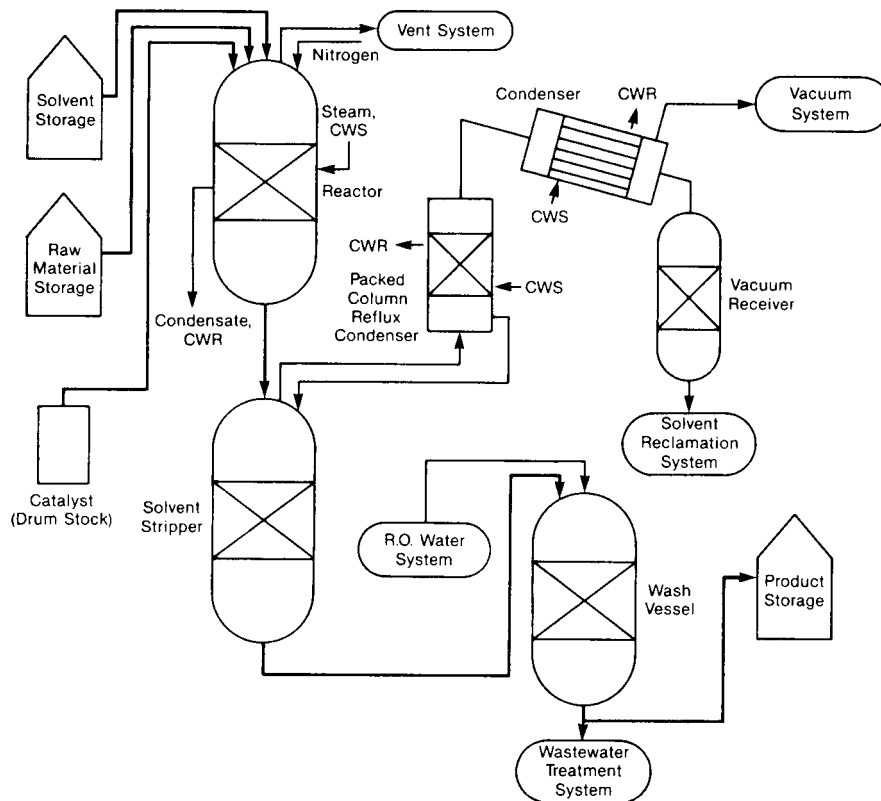 Vent System
Nitrogen
Solvent
Storage
Steam,
CWS
Reactor
Raw
Material
Storage
Condensate,
CWR
Catalyst
(Drum Stock)
Condenser
CWR
CWS
Vacuum
System
CWR
CWS
Packed
Column
Reflux
Condenser
Vacuum
Receiver
Solvent
Reclamation
System
Solvent
Stripper
R.O. Water
System
Wash
Vessel
Product
Storage
Wastewater
Treatment
System